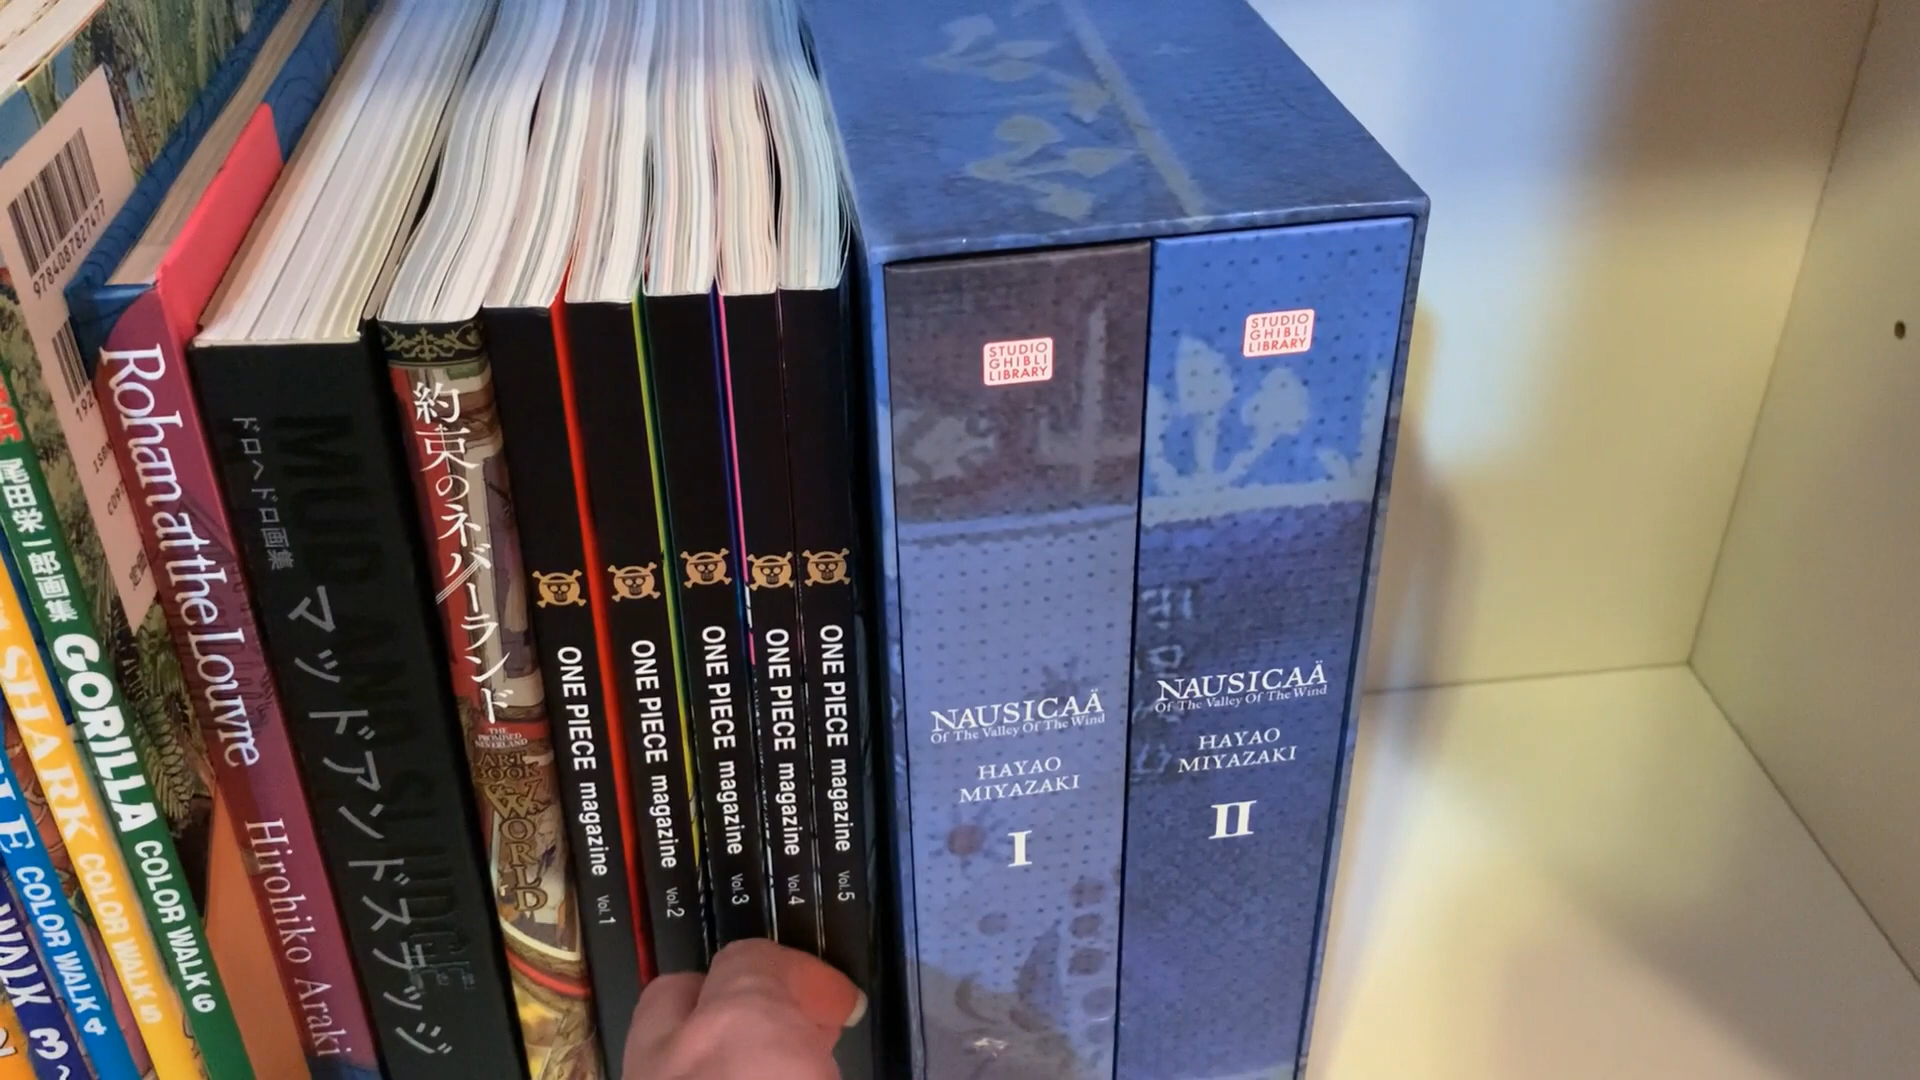 WALK 3
COLOR WALK 4
SHARK COLOR WALK 5
尾田栄一郎画集 GORILLA COLOR WALK 6
9784087827477
Rohan at the Louvre Hirohiko Araki
ドロヘドロ画集 マッドアンドスラッジ
MUD AND SLUDGE
約束のネバーランド
THE
PROMISED
NEVERLAND
ART
BOOK
WORLD
ONE PIECE magazine Vol.1
ONE PIECE magazine Vol.2
ONE PIECE magazine Vol.3
ONE PIECE magazine Vol.4
ONE PIECE magazine Vol.5
STUDIO
GHIBLI
LIBRARY
NAUSICAÄ
Of The Valley Of The Wind
HAYAO
MIYAZAKI
I
STUDIO
GHIBLI
LIBRARY
NAUSICAÄ
Of The Valley Of The Wind
HAYAO
MIYAZAKI
II